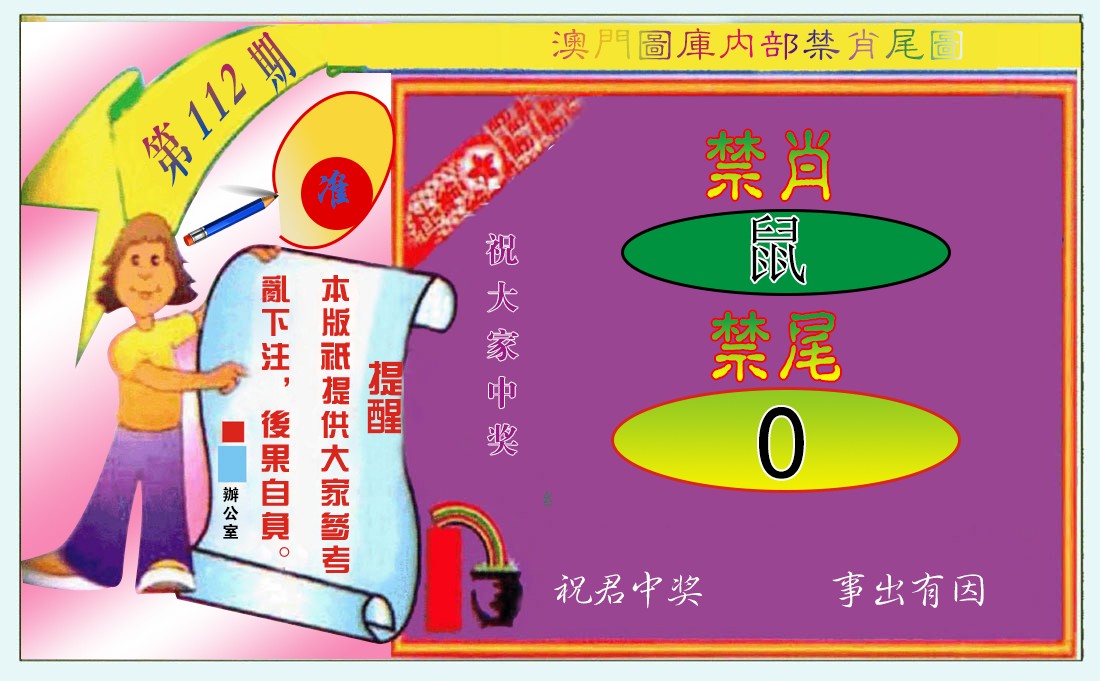 澳門圖庫内部禁肖尾圖
第112期
准
禁肖
鼠
禁尾
0
祝大家中奖
提醒
本版祇提供大家參考
亂下注，後果自負。
辦公室
祝君中奖
事出有因